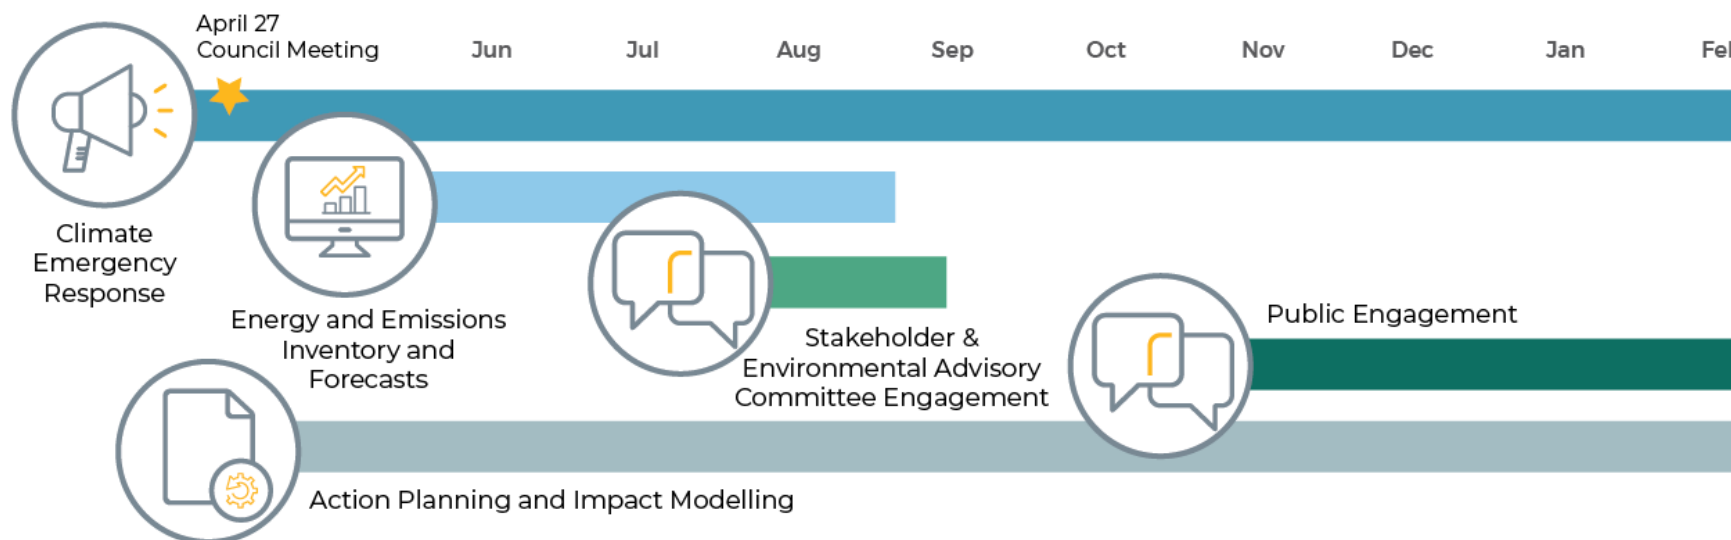 April 27
Council Meeting
Jun
Jul
Aug
Sep
Oct
Nov
Dec
Jan
Climate
Emergency
Response
Energy and Emissions
Inventory and
Forecasts
Stakeholder &
Environmental Advisory
Committee Engagement
Public Engagement
Action Planning and Impact Modelling